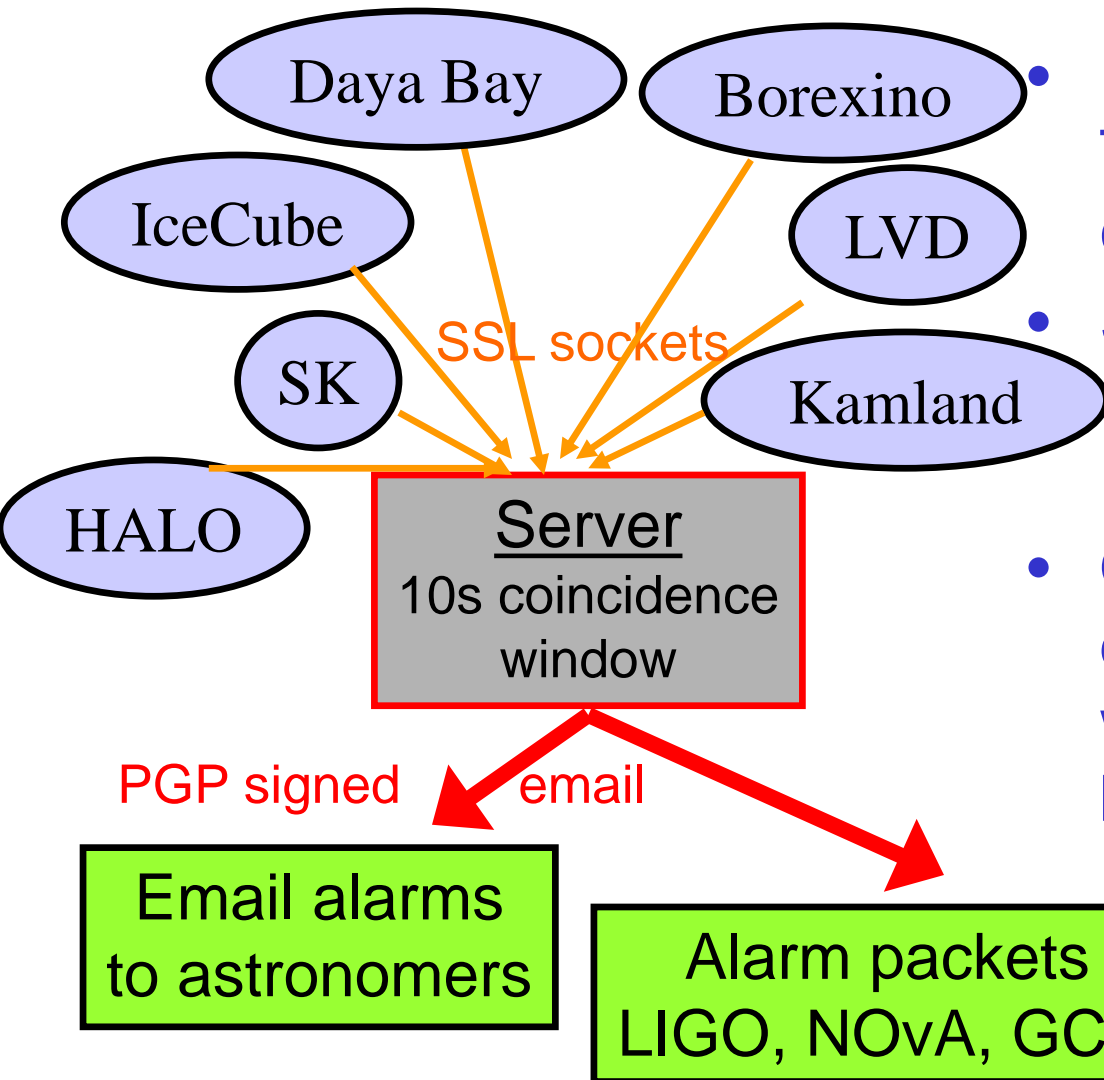 Daya Bay
Borexino
IceCube
LVD
SSL sockets
SK
Kamland
HALO
Server
10s coincidence
window
PGP signed email
Email alarms
to astronomers
Alarm packets
LIGO, NOvA,